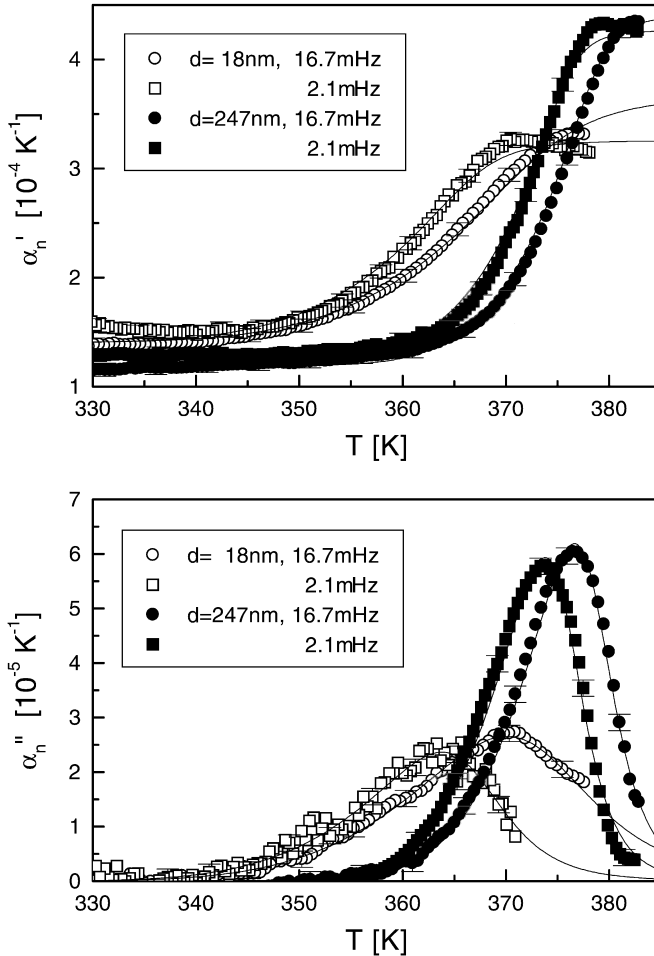 4
3
2
1
αn' [10-4 K-1]
d= 18nm, 16.7mHz
2.1mHz
d=247nm, 16.7mHz
2.1mHz
330 340 350 360 370 380
T [K]
7
6
5
4
3
2
1
0
αn'' [10-5 K-1]
d= 18nm, 16.7mHz
2.1mHz
d=247nm, 16.7mHz
2.1mHz
330 340 350 360 370 380
T [K]